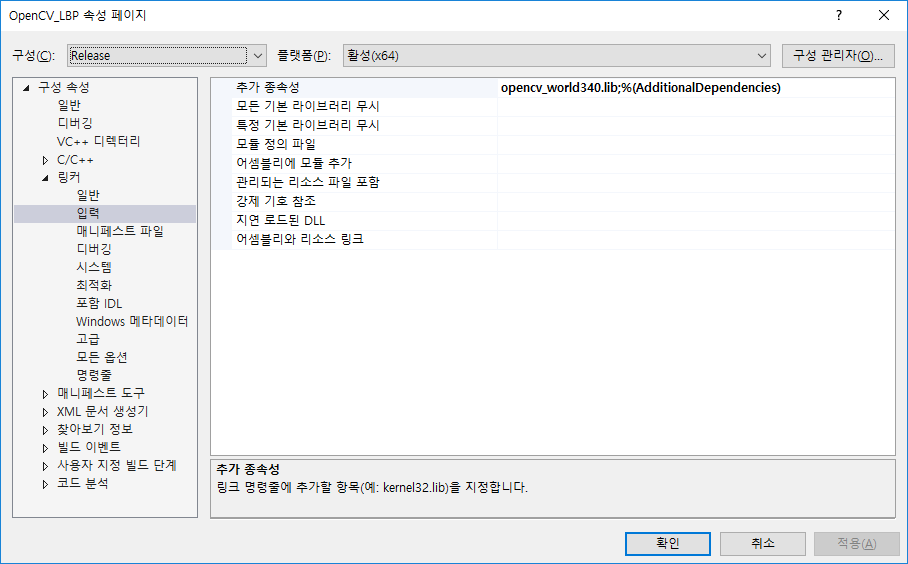 OpenCV_LBP 속성 페이지
?
구성(C):
Release
플랫폼(P):
활성(x64)
구성 관리자(O)...
구성 속성
일반
디버깅
VC++ 디렉터리
C/C++
링커
일반
입력
매니페스트 파일
디버깅
시스템
최적화
포함 IDL
Windows 메타데이터
고급
모든 옵션
명령줄
매니페스트 도구
XML 문서 생성기
찾아보기 정보
빌드 이벤트
사용자 지정 빌드 단계
코드 분석
추가 종속성 opencv_world340.lib;%(AdditionalDependencies)
모든 기본 라이브러리 무시
특정 기본 라이브러리 무시
모듈 정의 파일
어셈블리에 모듈 추가
관리되는 리소스 파일 포함
강제 기호 참조
지연 로드된 DLL
어셈블리와 리소스 링크
추가 종속성
링크 명령줄에 추가할 항목(예: kernel32.lib)을 지정합니다.
확인
취소
적용(A)